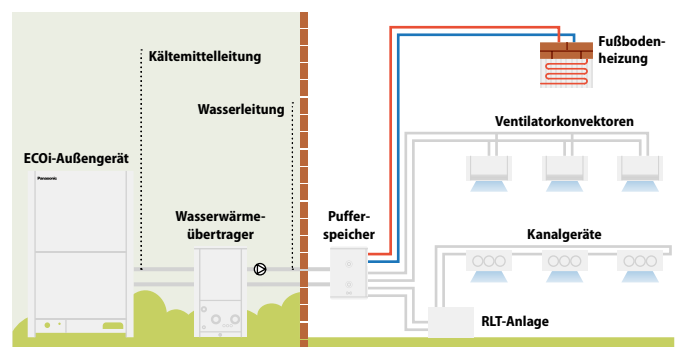 Kältemittelleitung
Wasserleitung
ECOi-Außengerät
Panasonic
Wasserwärme-
übertrager
Puffer-
speicher
Fußboden-
heizung
Ventilatorkonvektoren
Kanalgeräte
RLT-Anlage